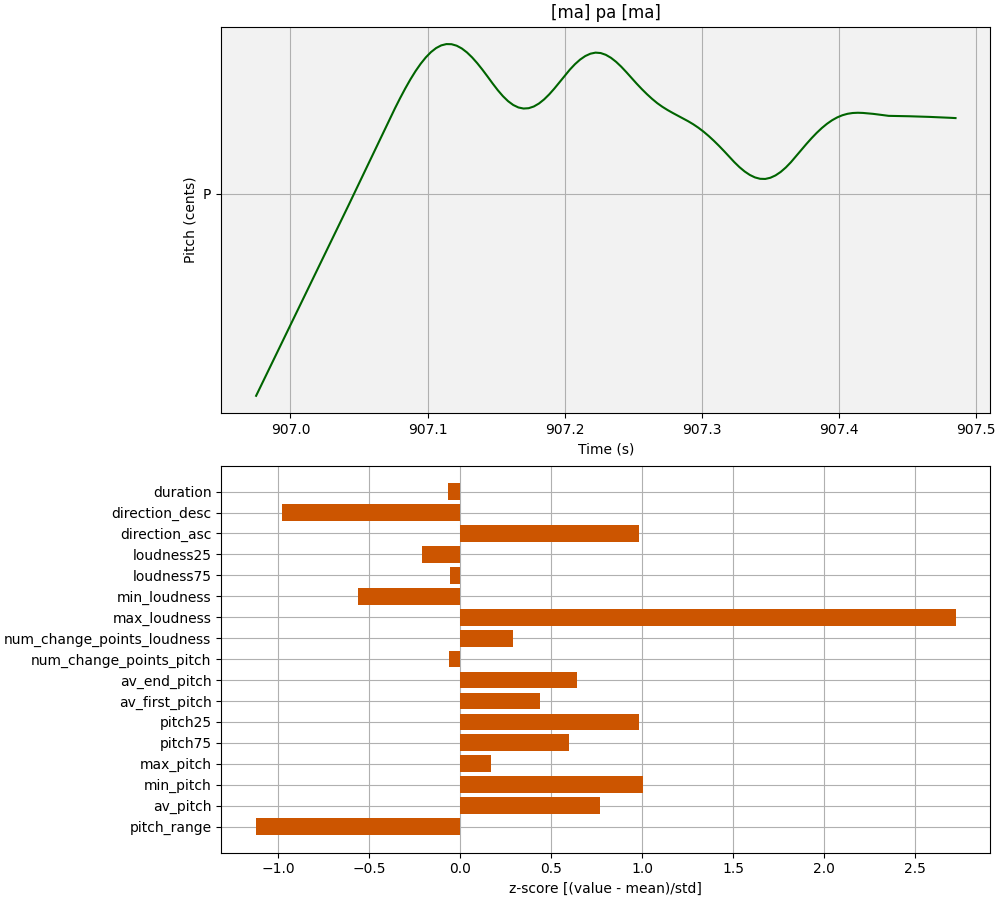 [ma] pa [ma]
Pitch (cents)
P
907.0 907.1 907.2 907.3 907.4 907.5
Time (s)
duration
direction_desc
direction_asc
loudness25
loudness75
min_loudness
max_loudness
num_change_points_loudness
num_change_points_pitch
av_end_pitch
av_first_pitch
pitch25
pitch75
max_pitch
min_pitch
av_pitch
pitch_range
−1.0 −0.5 0.0 0.5 1.0 1.5 2.0 2.5
z-score [(value - mean)/std]